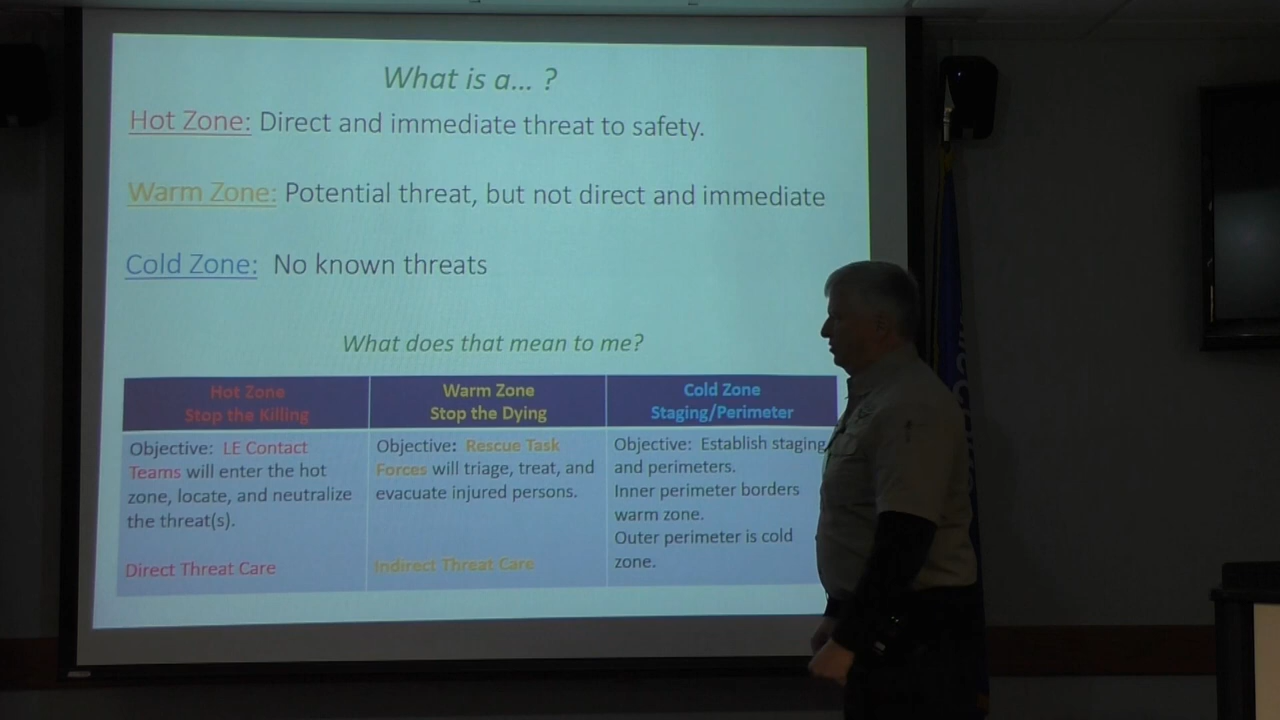 What is a... ?
Hot Zone: Direct and immediate threat to safety.
Warm Zone: Potential threat, but not direct and immediate
Cold Zone: No known threats
What does that mean to me?
Hot Zone
Stop the Killing
Warm Zone
Stop the Dying
Cold Zone
Staging/Perimeter
Objective: LE Contact
Teams will enter the hot
zone, locate, and neutralize
the threat(s).
Direct Threat Care
Objective: Rescue Task
Forces will triage, treat, and
evacuate injured persons.
Indirect Threat Care
Objective: Establish staging
and perimeters.
Inner perimeter borders
warm zone.
Outer perimeter is cold
zone.